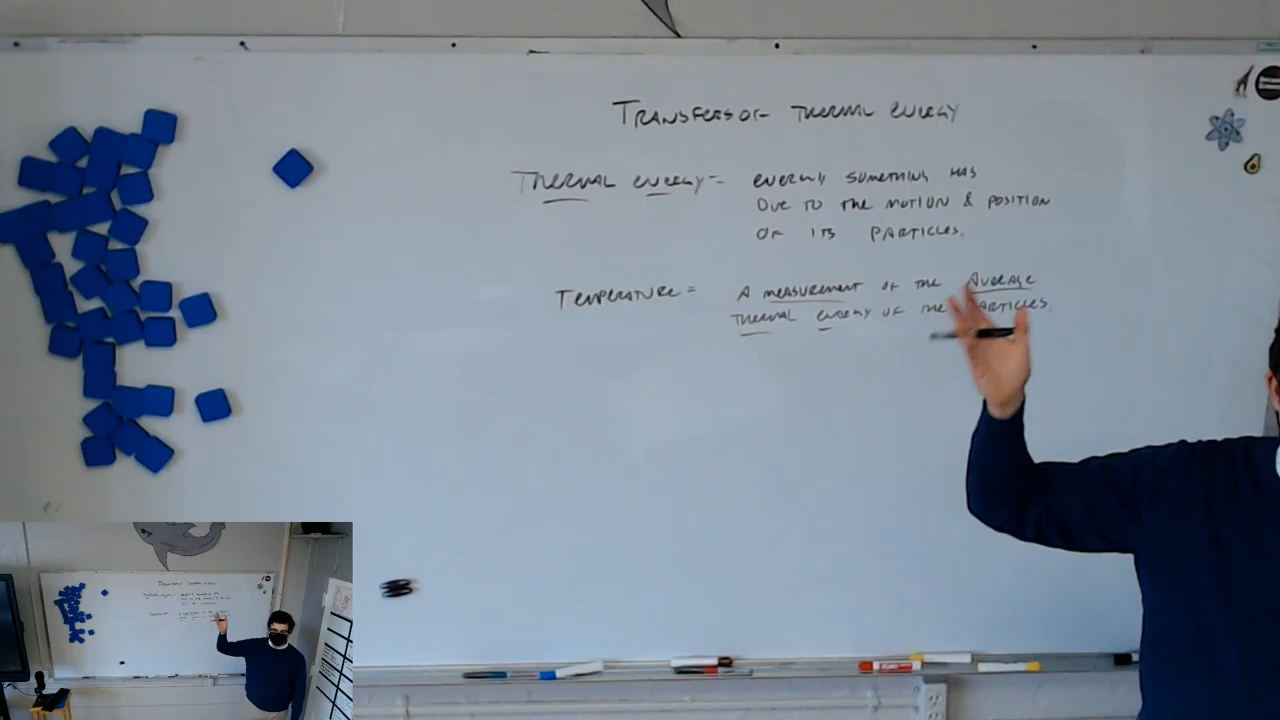 TRANSFERS OF THERMAL ENERGY
THERMAL ENERGY = ENERGY SOMETHING HAS
DUE TO THE MOTION & POSITION
OF ITS PARTICLES.
TEMPERATURE = A MEASUREMENT OF THE AVERAGE
THERMAL ENERGY OF THE PARTICLES.